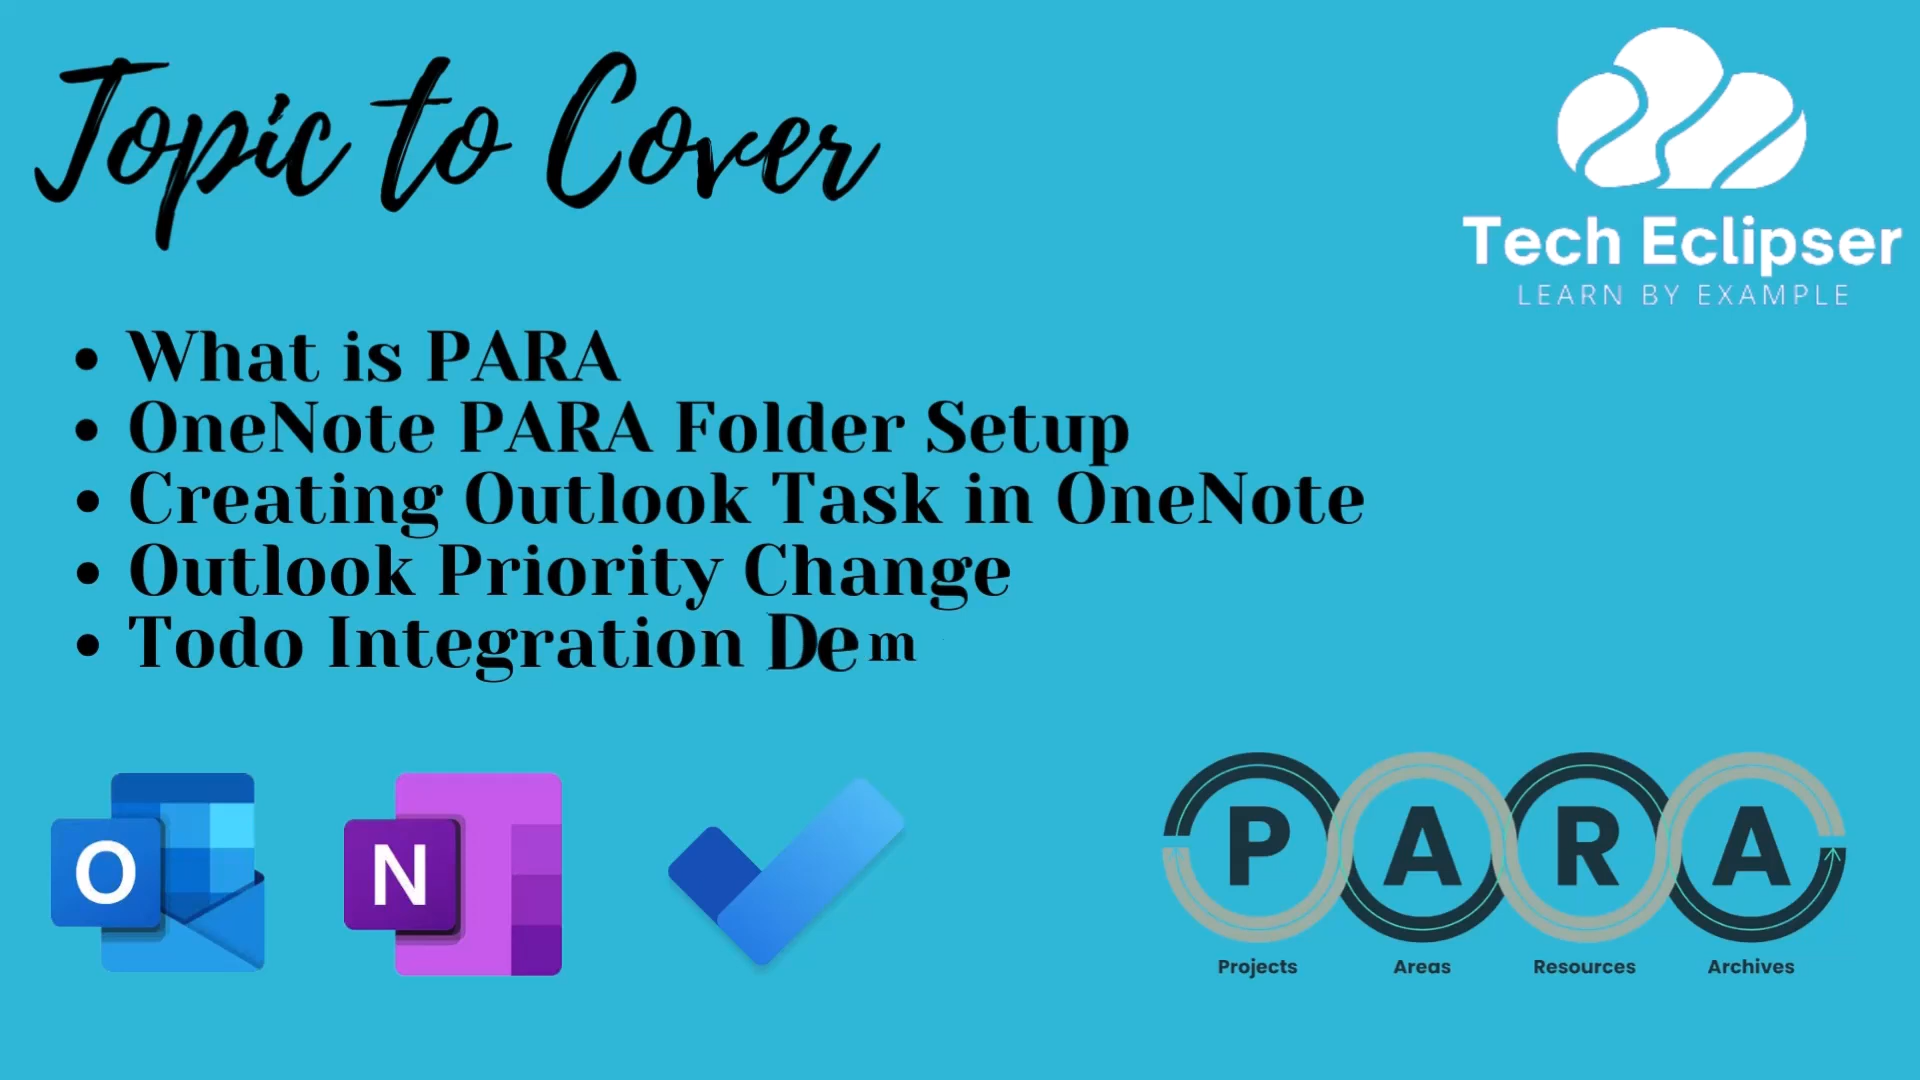 Topic to Cover
Tech Eclipser
LEARN BY EXAMPLE
• What is PARA
• OneNote PARA Folder Setup
• Creating Outlook Task in OneNote
• Outlook Priority Change
• Todo Integration Dem
O
N
P A R A
Projects Areas Resources Archives